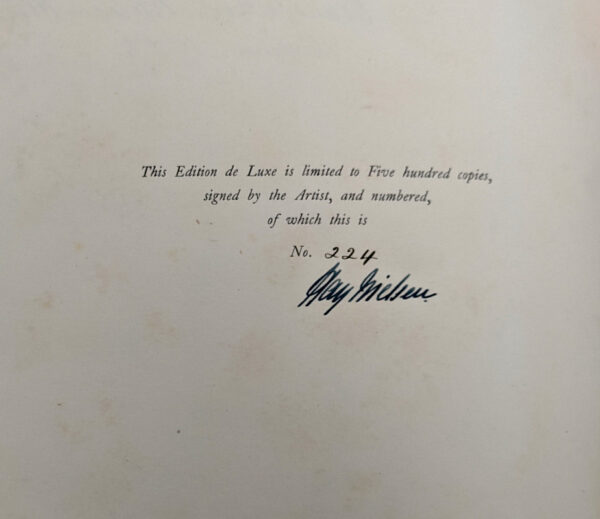 This Edition de Luxe is limited to Five hundred copies,
signed by the Artist, and numbered,
of which this is
No. 224
Kay Nielsen